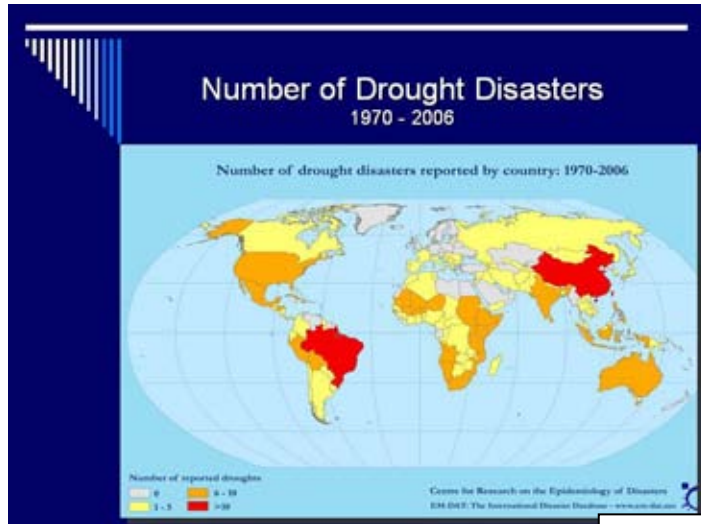 Number of Drought Disasters
1970 - 2006
Number of drought disasters reported by country: 1970-2006
Number of reported droughts
0
6 - 10
1 - 5
>10
Centre for Research on the Epidemiology of Disasters
EM-DAT: The International Disaster Database -